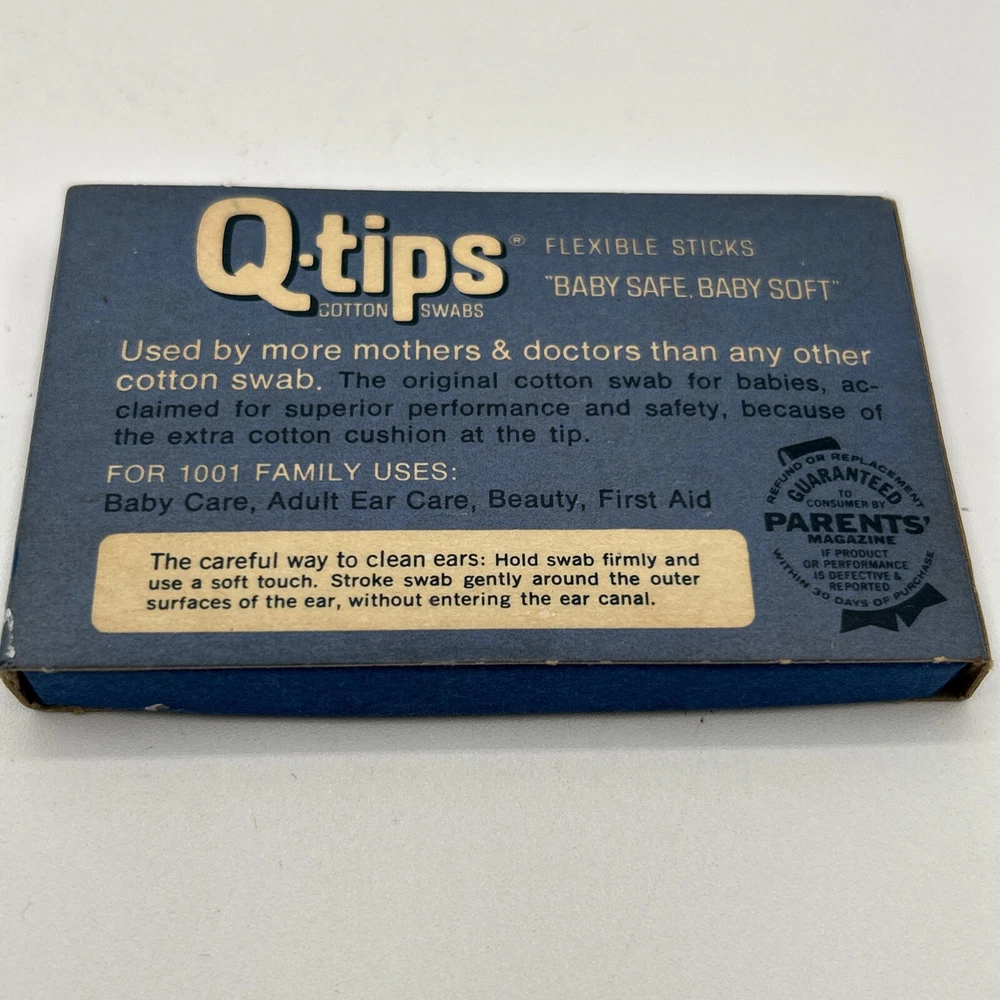 Q-tips®
COTTON SWABS
FLEXIBLE STICKS
"BABY SAFE. BABY SOFT"
Used by more mothers & doctors than any other
cotton swab. The original cotton swab for babies, ac-
claimed for superior performance and safety, because of
the extra cotton cushion at the tip.
FOR 1001 FAMILY USES:
Baby Care, Adult Ear Care, Beauty, First Aid
The careful way to clean ears: Hold swab firmly and
use a soft touch. Stroke swab gently around the outer
surfaces of the ear, without entering the ear canal.
REFUND OR REPLACEMENT
GUARANTEED
TO
CONSUMER BY
PARENTS'
MAGAZINE
IF PRODUCT
OR PERFORMANCE
IS DEFECTIVE &
REPORTED
WITHIN 30 DAYS OF PURCHASE